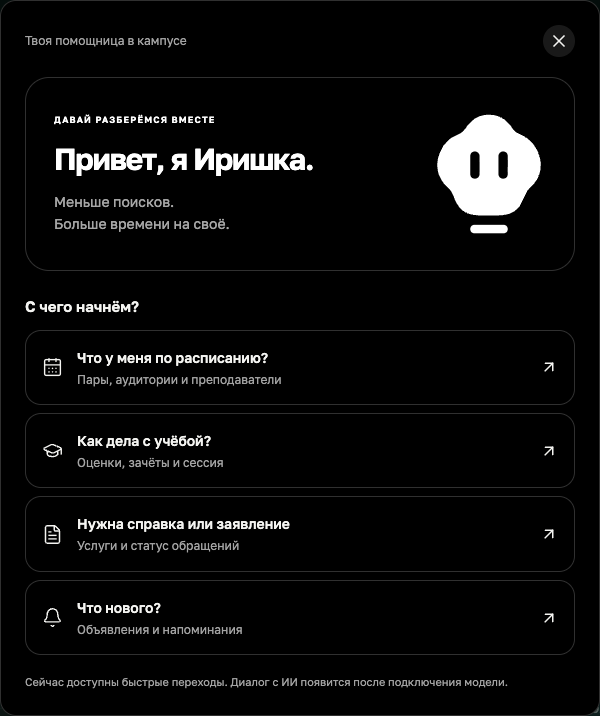 Твоя помощница в кампусе
ДАВАЙ РАЗБЕРЁМСЯ ВМЕСТЕ
Привет, я Иришка.
Меньше поисков.
Больше времени на своё.
С чего начнём?
Что у меня по расписанию?
Пары, аудитории и преподаватели
Как дела с учёбой?
Оценки, зачёты и сессия
Нужна справка или заявление
Услуги и статус обращений
Что нового?
Объявления и напоминания
Сейчас доступны быстрые переходы. Диалог с ИИ появится после подключения модели.